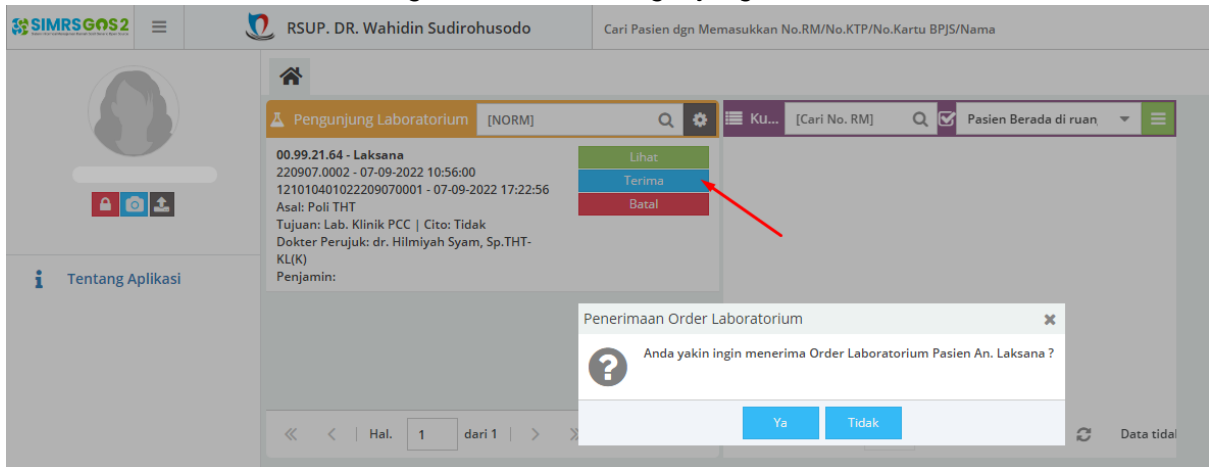 SIMRSGOS2
RSUP. DR. Wahidin Sudirohusodo
Cari Pasien dgn Memasukkan No.RM/No.KTP/No.Kartu BPJS/Nama
Pengunjung Laboratorium
[NORM]
Ku...
[Cari No. RM]
Pasien Berada di ruan
00.99.21.64 - Laksana
220907.0002 - 07-09-2022 10:56:00
121010401022209070001 - 07-09-2022 17:22:56
Asal: Poli THT
Tujuan: Lab. Klinik PCC | Cito: Tidak
Dokter Perujuk: dr. Hilmiyah Syam, Sp.THT-
KL(K)
Penjamin:
Lihat
Terima
Batal
Tentang Aplikasi
Penerimaan Order Laboratorium
Anda yakin ingin menerima Order Laboratorium Pasien An. Laksana ?
Ya
Tidak
Hal. 1 dari 1
Data tidal